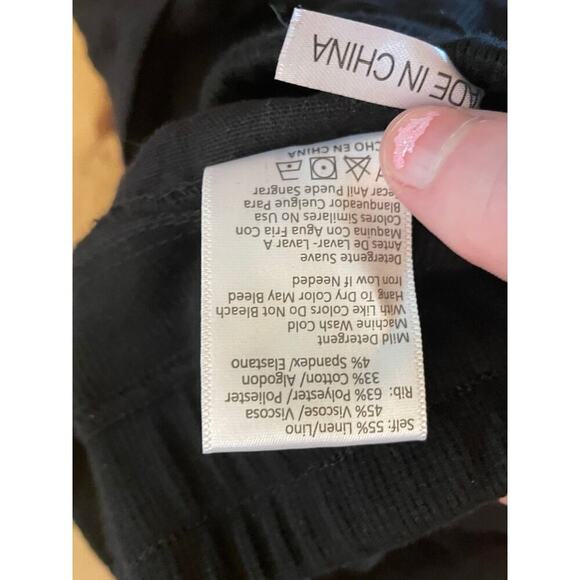 Self: 55% Linen/Lino
45% Viscose/ Viscosa
Rib: 63% Polyester/ Poliester
33% Cotton/ Algodon
4% Spandex/ Elastano
Mild Detergent
Machine Wash Cold
With Like Colors Do Not Bleach
Hang To Dry Color May Bleed
Iron Low If Needed
Detergente Suave
Antes De Lavar- Lavar A
Maquina Con Agua Fria Con
Colores Similares No Usa
Blanqueador Cuelgue Para
ecar Anil Puede Sangrar
CHO EN CHINA
ADE IN CHINA